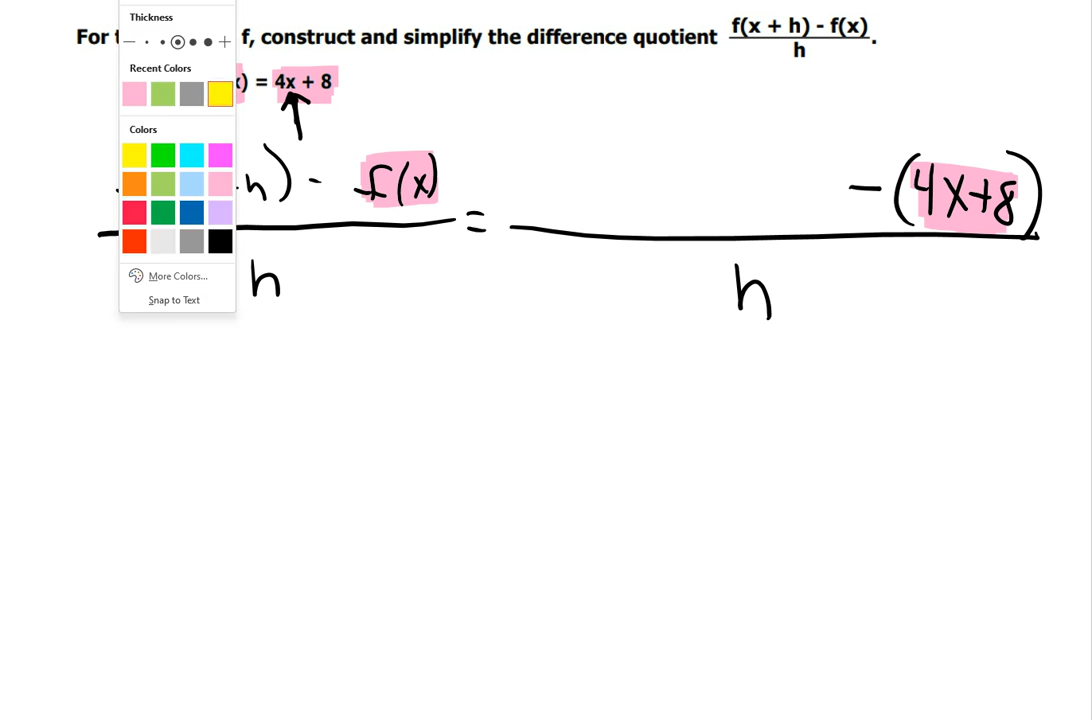 Thickness
For t f, construct and simplify the difference quotient f(x + h) - f(x) / h .
Recent Colors
) = 4x + 8
Colors
h) - f(x) / h = - (4x+8) / h
More Colors...
Snap to Text